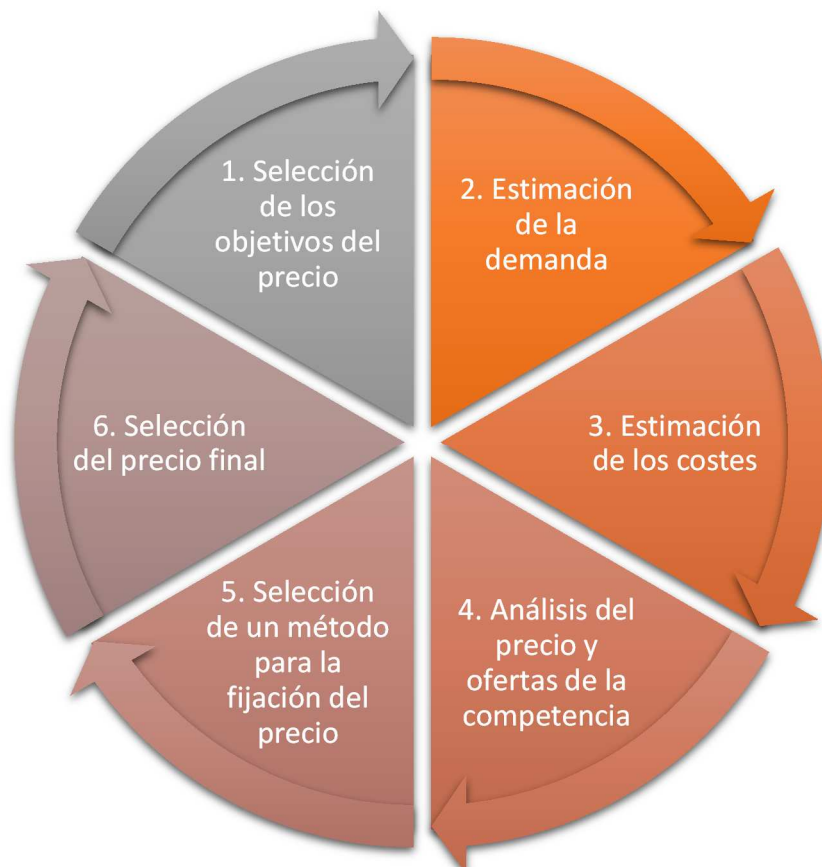 1. Selección
de los
objetivos del
precio
2. Estimación
de la
demanda
3. Estimación
de los costes
4. Análisis del
precio y
ofertas de la
competencia
5. Selección
de un método
para la
fijación del
precio
6. Selección
del precio final